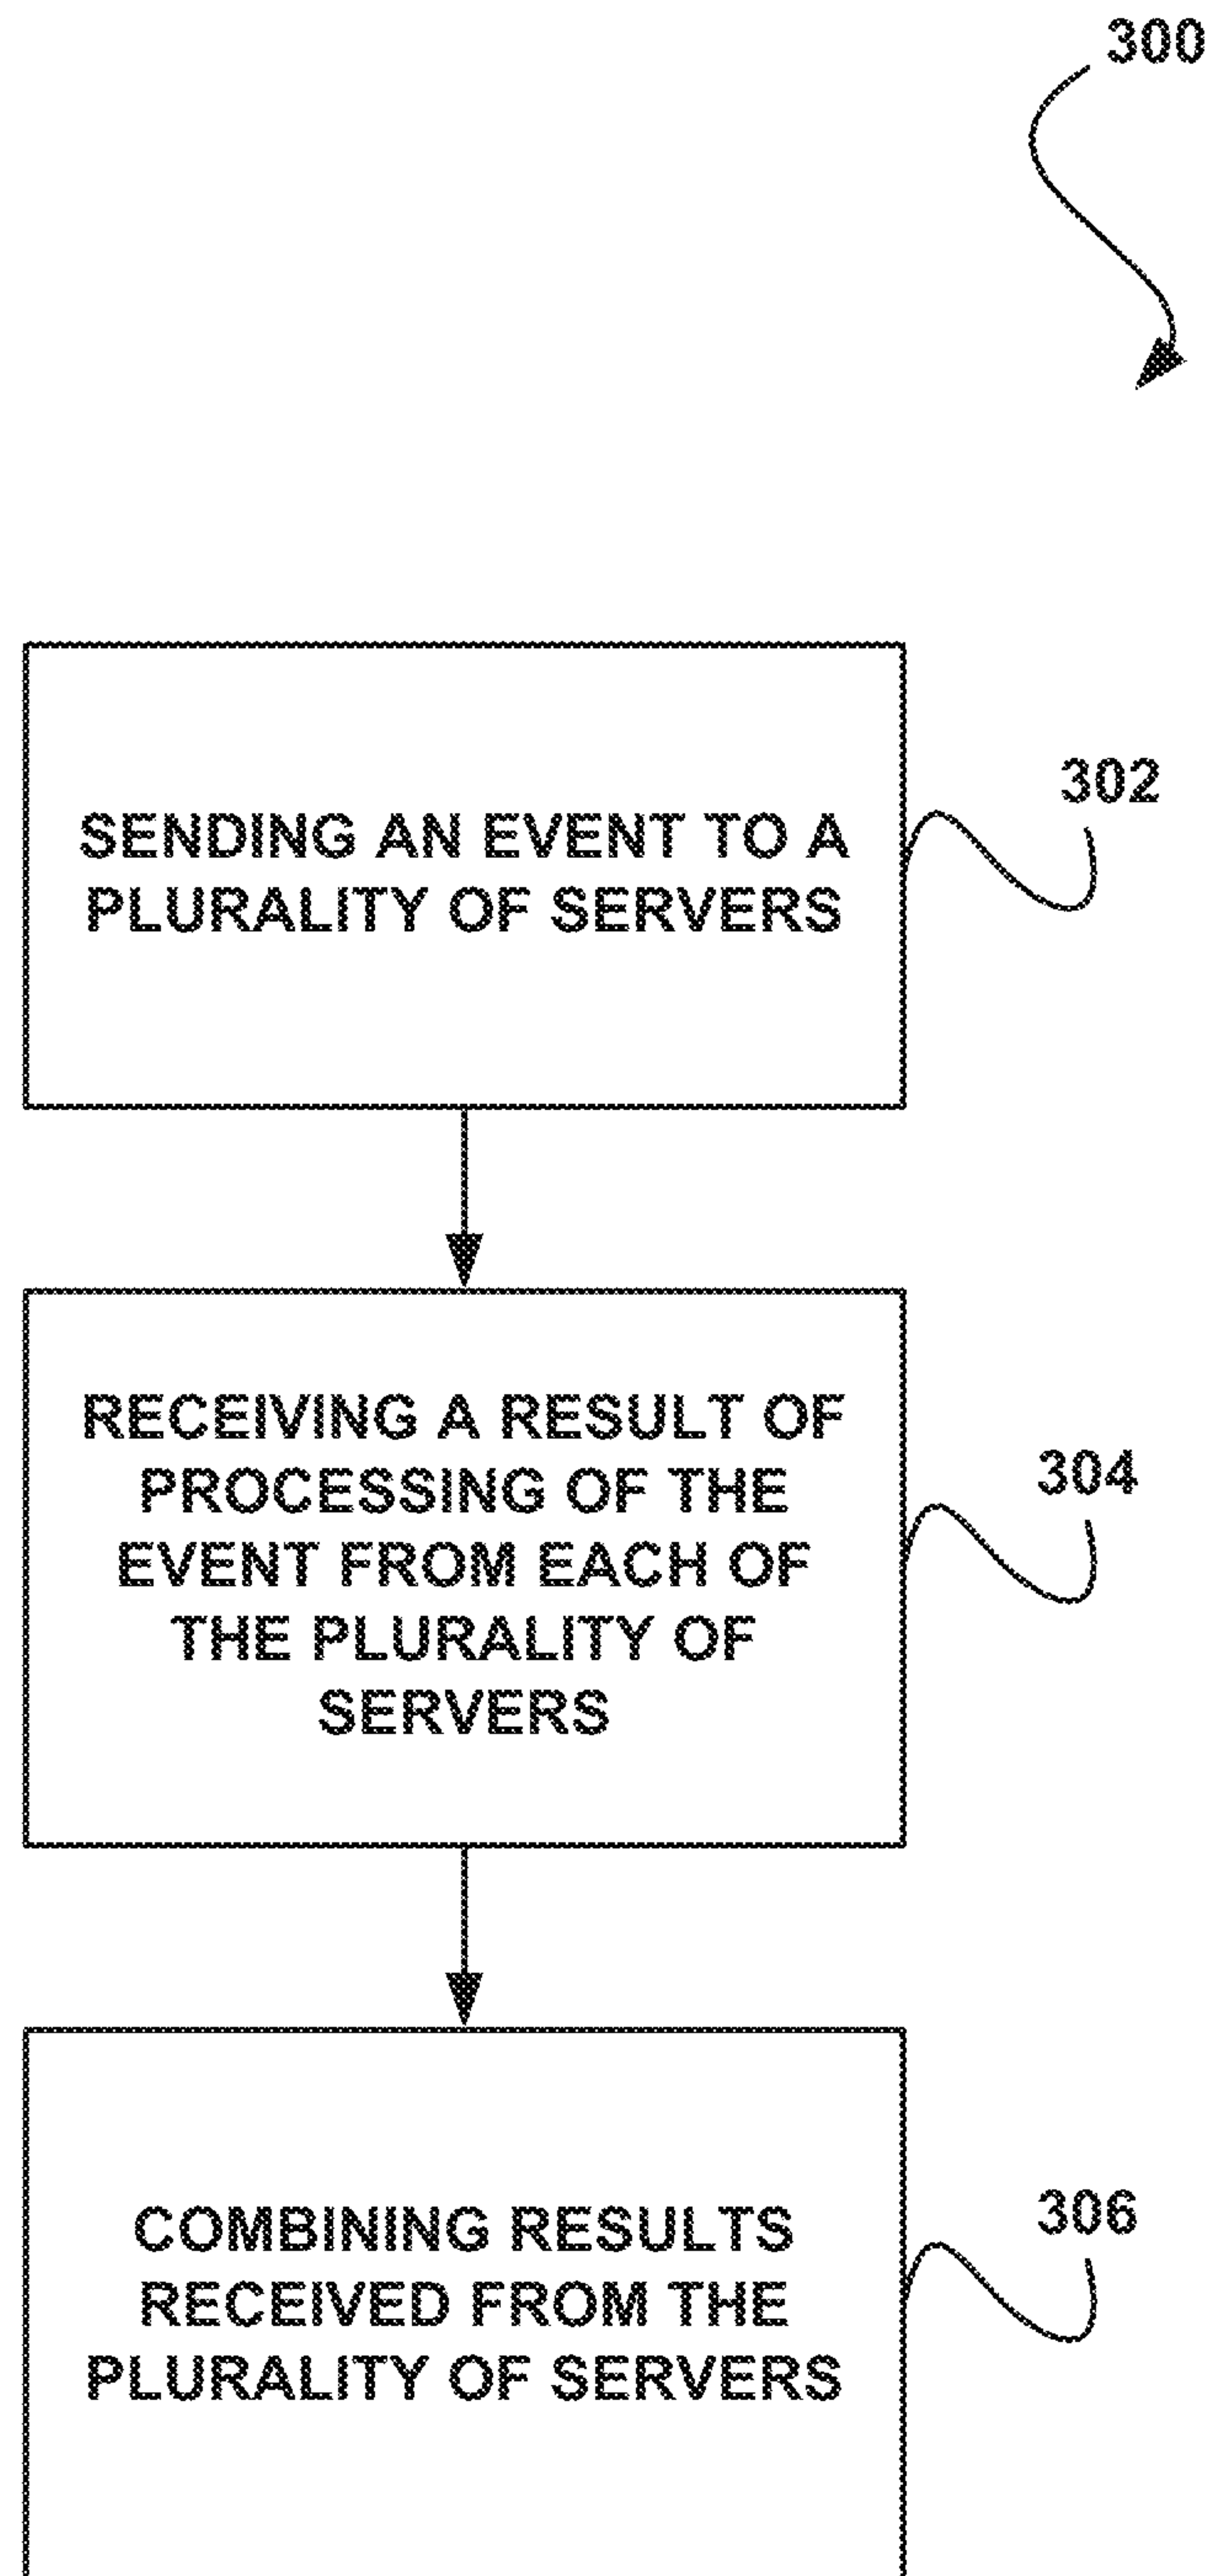 300
SENDING AN EVENT TO A
PLURALITY OF SERVERS
302
RECEIVING A RESULT OF
PROCESSING OF THE
EVENT FROM EACH OF
THE PLURALITY OF
SERVERS
304
COMBINING RESULTS
RECEIVED FROM THE
PLURALITY OF SERVERS
306